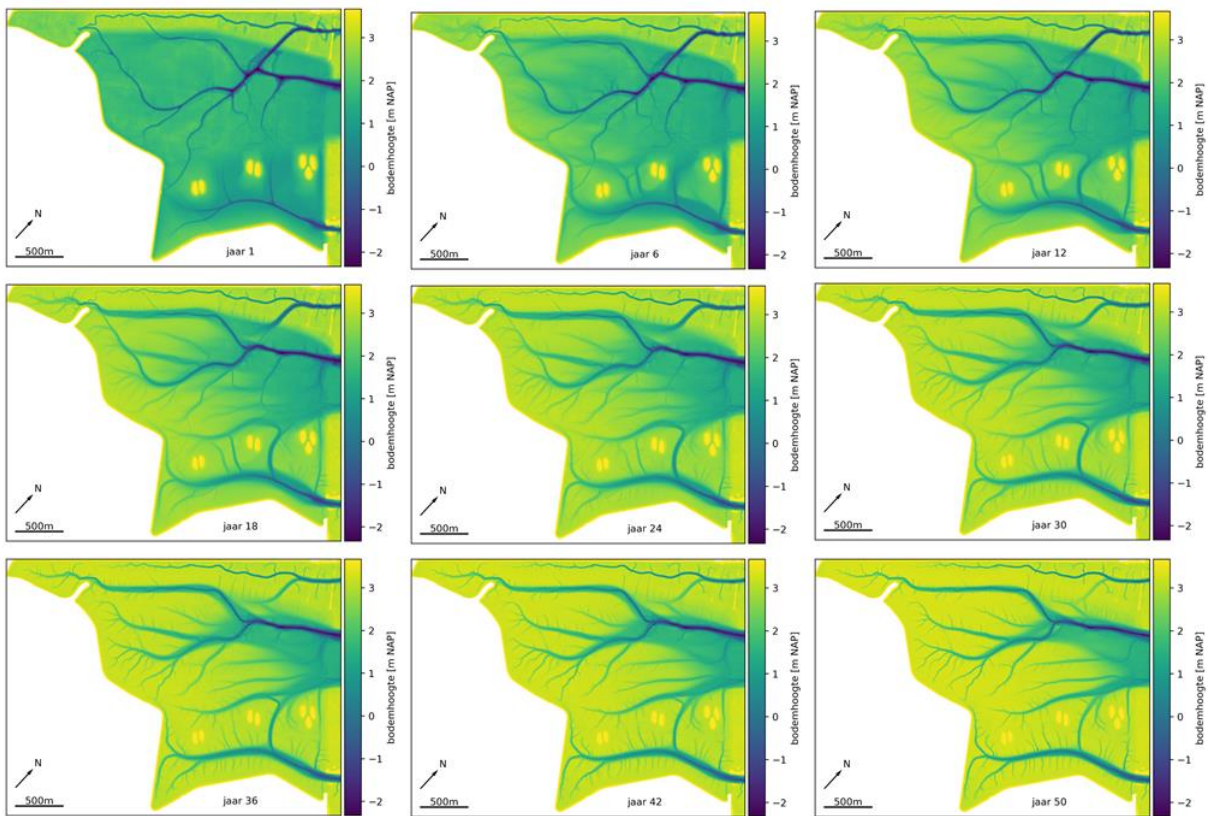 3
2
1
0
−1
−2
bodemhoogte [m NAP]
N
500m
jaar 1
3
2
1
0
−1
−2
bodemhoogte [m NAP]
N
500m
jaar 6
3
2
1
0
−1
−2
bodemhoogte [m NAP]
N
500m
jaar 12
3
2
1
0
−1
−2
bodemhoogte [m NAP]
N
500m
jaar 18
3
2
1
0
−1
−2
bodemhoogte [m NAP]
N
500m
jaar 24
3
2
1
0
−1
−2
bodemhoogte [m NAP]
N
500m
jaar 30
3
2
1
0
−1
−2
bodemhoogte [m NAP]
N
500m
jaar 36
3
2
1
0
−1
−2
bodemhoogte [m NAP]
N
500m
jaar 42
3
2
1
0
−1
−2
bodemhoogte [m NAP]
N
500m
jaar 50